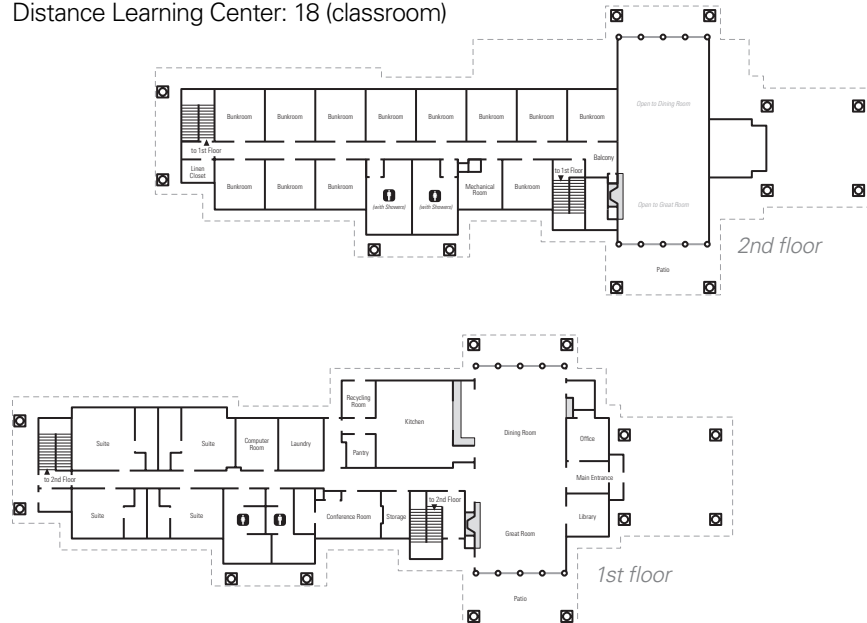 Distance Learning Center: 18 (classroom)
Bunkroom
Bunkroom
Bunkroom
Bunkroom
Bunkroom
Bunkroom
Bunkroom
Bunkroom
Open to Dining Room
to 1st Floor
Linen
Closet
Balcony
to 1st Floor
Bunkroom
Bunkroom
Bunkroom
(with Showers)
(with Showers)
Mechanical
Room
Bunkroom
Open to Great Room
2nd floor
Patio
Recycling
Room
Kitchen
Dining Room
Suite
Suite
Computer
Room
Laundry
Pantry
Office
to 2nd Floor
Main Entrance
to 2nd Floor
Suite
Suite
Conference Room
Storage
Library
Great Room
1st floor
Patio